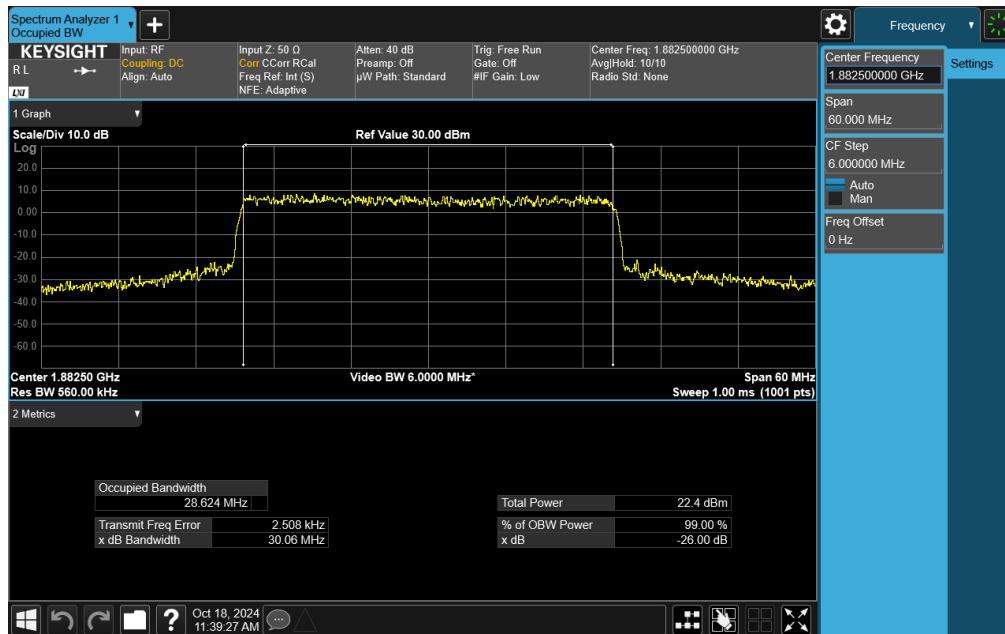 Spectrum Analyzer 1
Occupied BW
Frequency
KEYSIGHT
R L
LXI
Input: RF
Coupling: DC
Align: Auto
Input Z: 50 Ω
Corr CCorr RCal
Freq Ref: Int (S)
NFE: Adaptive
Atten: 40 dB
Preamp: Off
µW Path: Standard
Trig: Free Run
Gate: Off
#IF Gain: Low
Center Freq: 1.882500000 GHz
Avg|Hold: 10/10
Radio Std: None
Center Frequency
1.882500000 GHz
Settings
Span
60.000 MHz
CF Step
6.000000 MHz
Auto
Man
Freq Offset
0 Hz
1 Graph
Scale/Div 10.0 dB
Ref Value 30.00 dBm
Log
20.0
10.0
0.00
-10.0
-20.0
-30.0
-40.0
-50.0
-60.0
Center 1.88250 GHz
Video BW 6.0000 MHz*
Span 60 MHz
Res BW 560.00 kHz
Sweep 1.00 ms (1001 pts)
2 Metrics
Occupied Bandwidth
28.624 MHz
Total Power 22.4 dBm
Transmit Freq Error 2.508 kHz
% of OBW Power 99.00 %
x dB Bandwidth 30.06 MHz
x dB -26.00 dB
?
Oct 18, 2024
11:39:27 AM